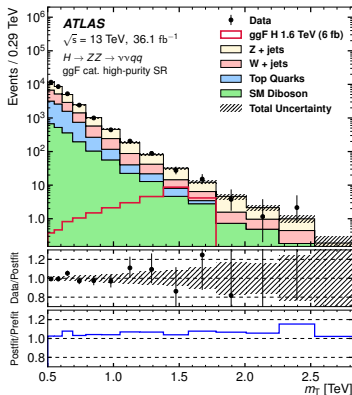 ATLAS
√s = 13 TeV, 36.1 fb⁻¹
H → ZZ → ννqq
ggF cat. high-purity SR
Data
ggF H 1.6 TeV (6 fb)
Z + jets
W + jets
Top Quarks
SM Diboson
Total Uncertainty
Events / 0.29 TeV
10⁶
10⁵
10⁴
10³
10²
10
1.0
Data/Postfit
1.2
1.0
0.8
Postfit/Prefit
1.2
1.0
0.8
0.5 1.0 1.5 2.0 2.5
m_T [TeV]